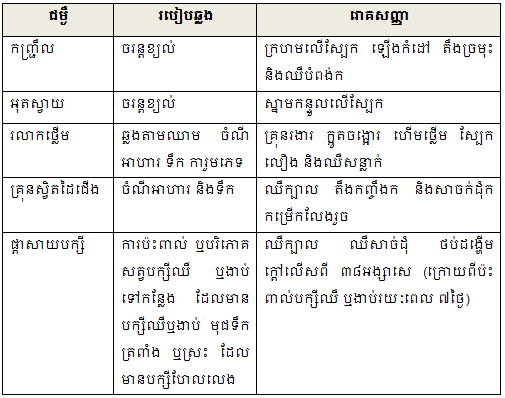 ជម្ងឺ របៀបឆ្លង រោគសញ្ញា
កញ្ជ្រឹល ចរន្តខ្យល់ ក្រហមលើស្បែក ឡើងកំដៅ តឹងច្រមុះ
និងឈឺបំពង់ក
អុតស្វាយ ចរន្តខ្យល់ ស្នាមកន្ទួលលើស្បែក
រលាកថ្លើម ឆ្លងតាមឈាម ចំណី គ្រុនរងារ ក្អួតចង្អោរ ហើមថ្លើម ស្បែក
អាហារ ទឹក ការួមភេទ លឿង និងឈឺសន្លាក់
គ្រុនស្វិតដៃជើង ចំណីអាហារ និងទឹក ឈឺក្បាល តឹងកញ្ចឹងក និងសាច់ដុំកន្ត្រាក់
កម្រើកលែងរួច
ផ្តាសាយបក្សី ការប៉ះពាល់ ឬបរិភោគ ឈឺក្បាល ឈឺសាច់ដុំ ថប់ដង្ហើម
សត្វបក្សីឈឺ ឬងាប់ ក្តៅលើសពី ៣៨អង្សាសេ (ក្រោយពីប៉ះ
ទៅកន្លែង ដែលមាន ពាល់បក្សីឈឺ ឬងាប់រយៈពេល ៧ថ្ងៃ)
បក្សីឈឺឬងាប់ មុជទឹក
ត្រពាំង ឬស្រះ ដែល
មានបក្សីហែលលេង